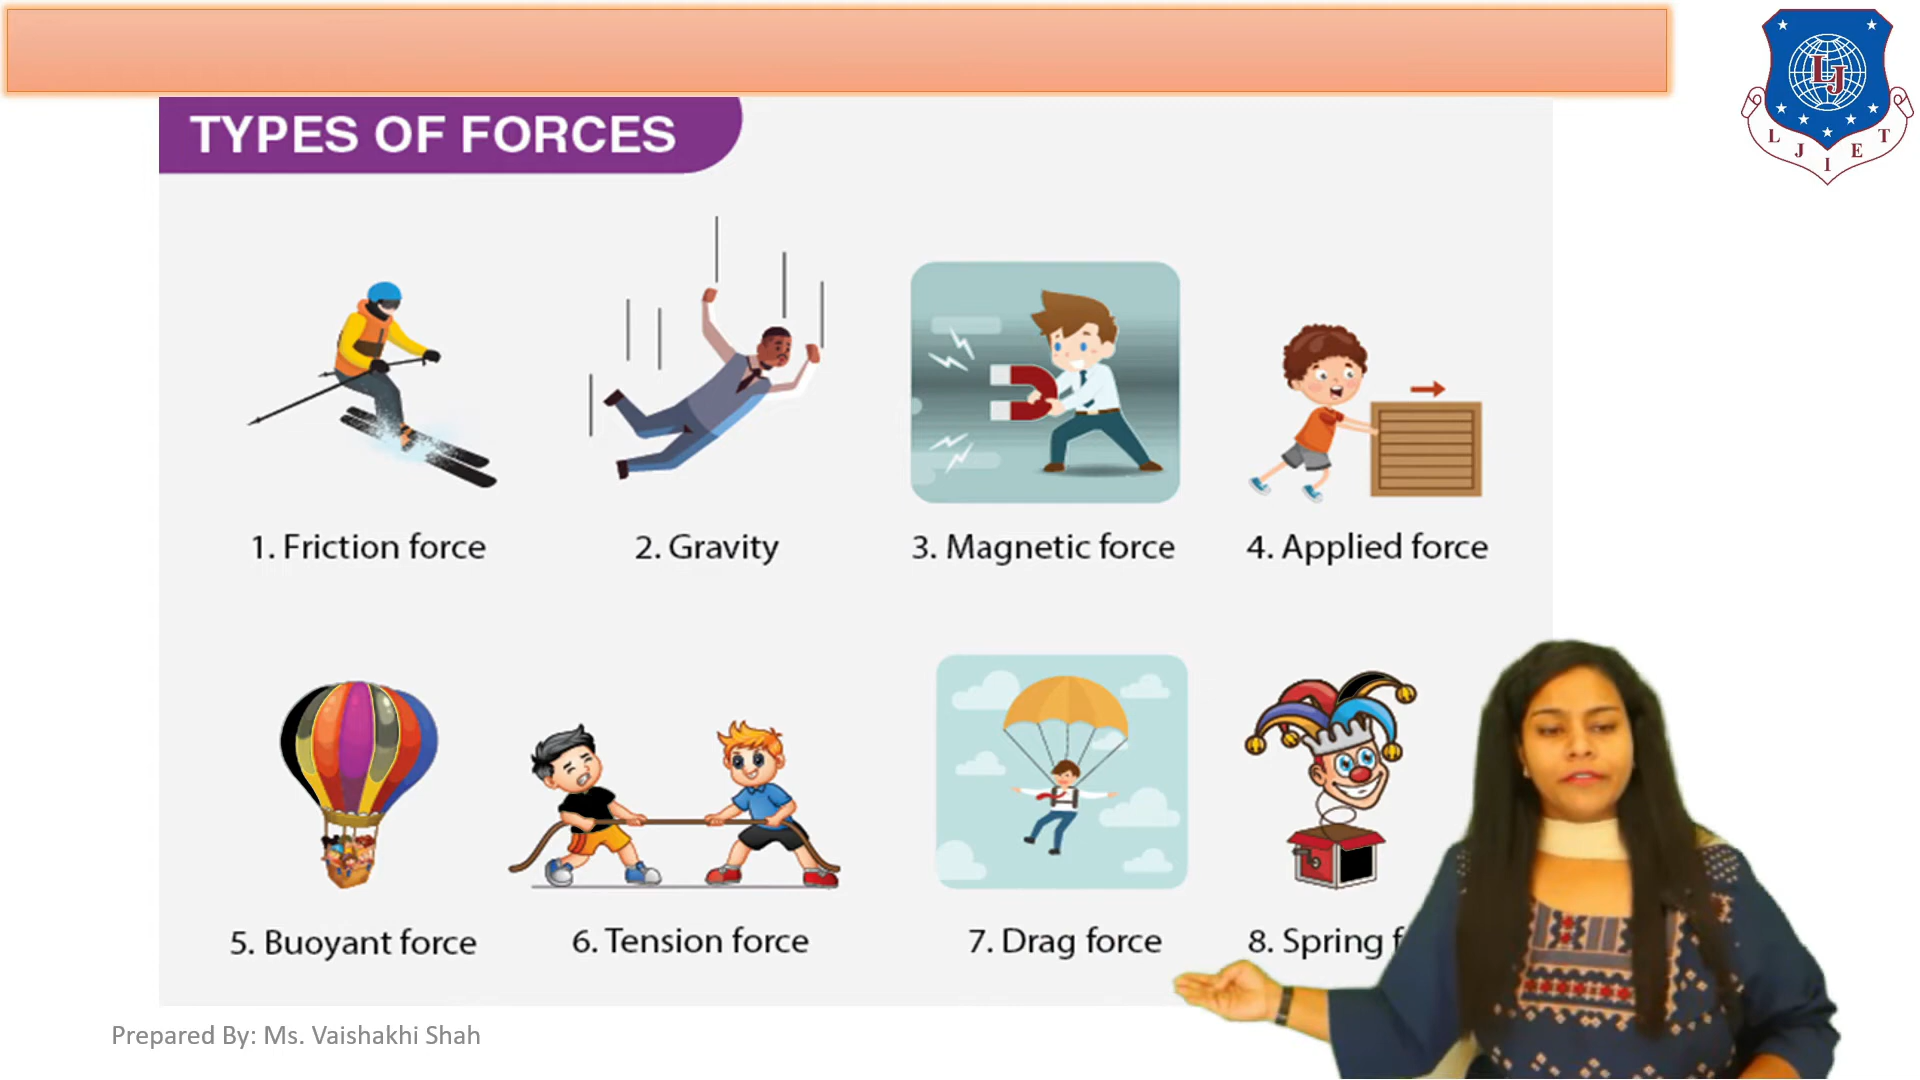 TYPES OF FORCES
1. Friction force
2. Gravity
3. Magnetic force
4. Applied force
5. Buoyant force
6. Tension force
7. Drag force
8. Spring f
Prepared By: Ms. Vaishakhi Shah
LJ
L J I E T